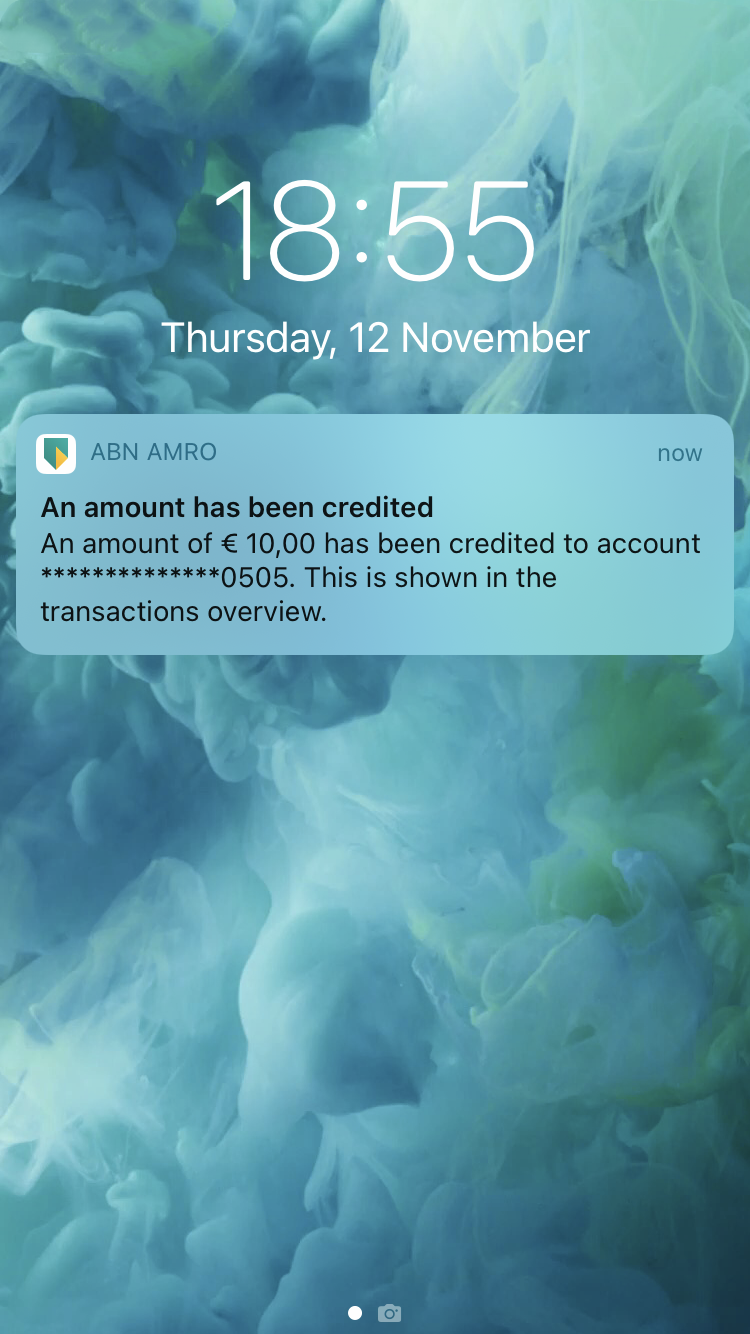 18:55
Thursday, 12 November
ABN AMRO now
An amount has been credited
An amount of € 10,00 has been credited to account
**************0505. This is shown in the
transactions overview.